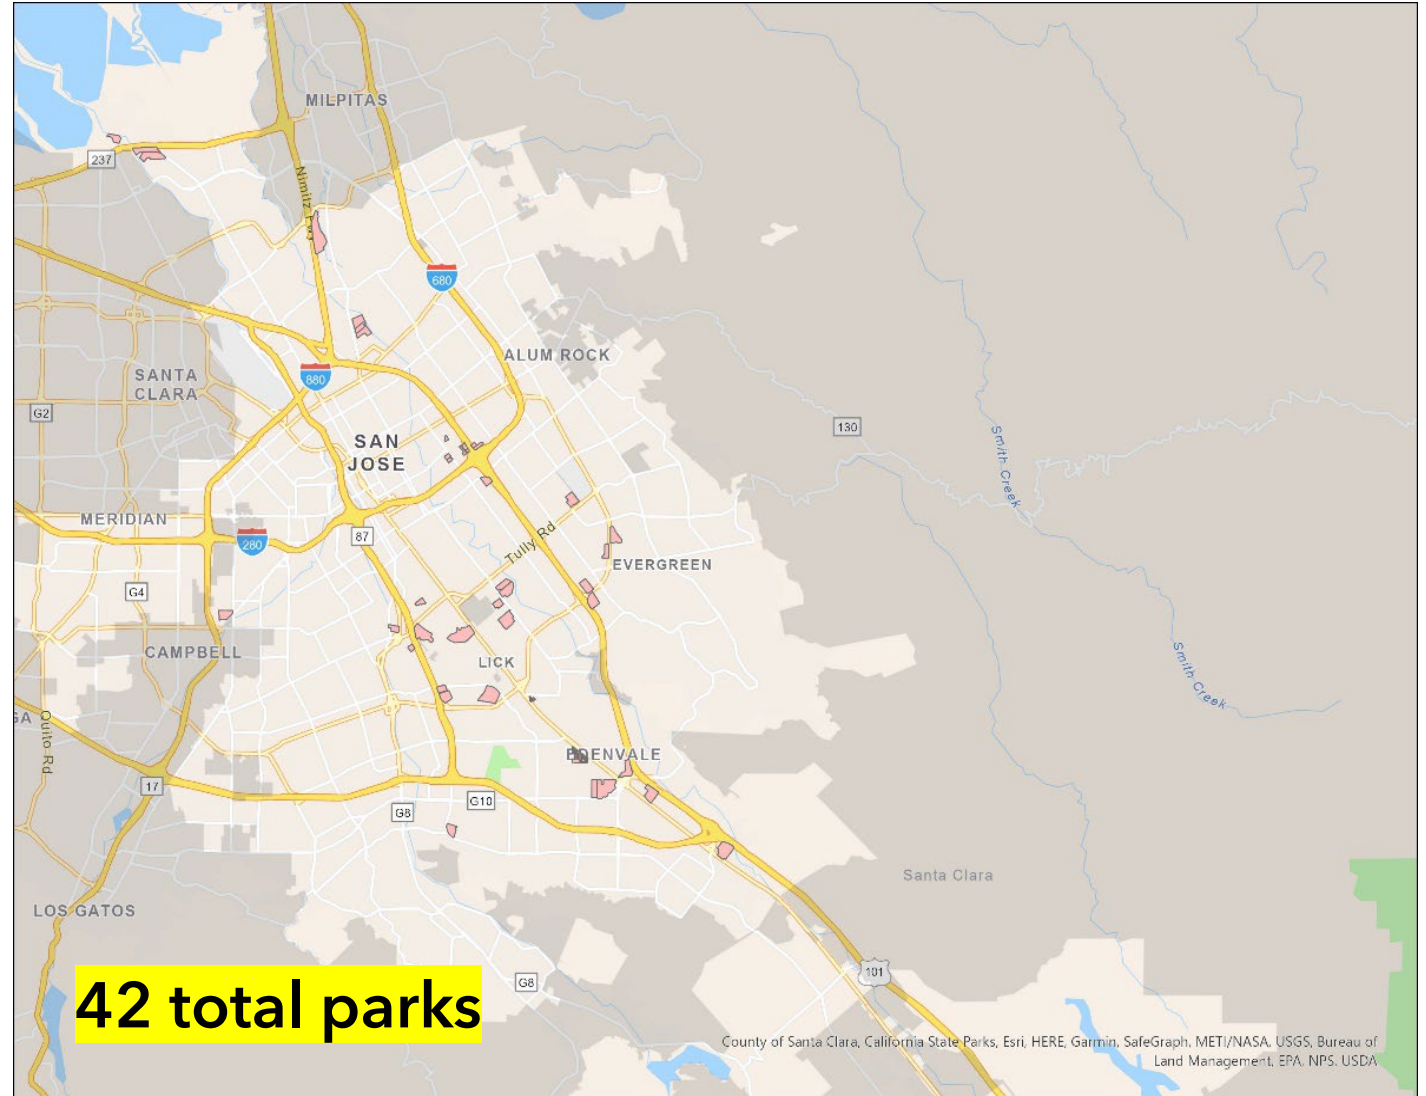 MILPITAS
237
Nimitz Fwy
680
ALUM ROCK
SANTA
CLARA
880
G2
130
SAN
JOSE
Smith Creek
MERIDIAN
87
280
Tully Rd
EVERGREEN
G4
CAMPBELL
LICK
Smith Creek
GA
Quito Rd
EDENVALE
17
G10
G8
Santa Clara
LOS GATOS
101
G8
42 total parks
County of Santa Clara, California State Parks, Esri, HERE, Garmin, SafeGraph, METI/NASA, USGS, Bureau of
Land Management, EPA, NPS, USDA